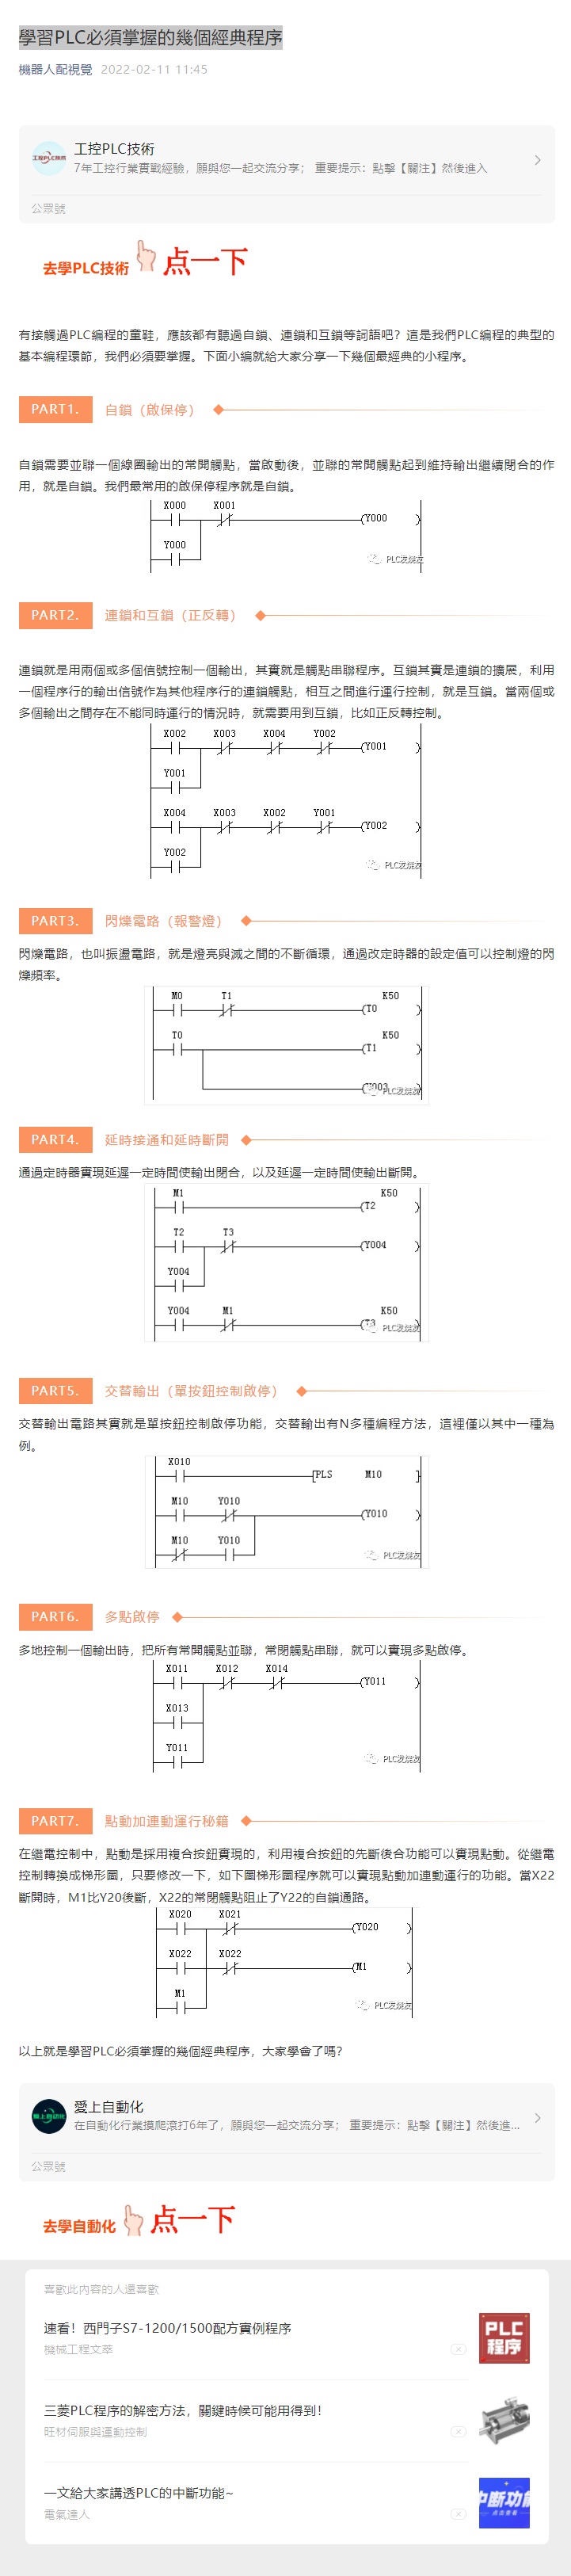 學習PLC必須掌握的幾個經典程序
機器人配視覺 2022-02-11 11:45
工控PLC技術
工控PLC技術
7年工控行業實戰經驗，願與您一起交流分享； 重要提示：點擊【關注】然後進入
公眾號
去學PLC技術 点一下
有接觸過PLC編程的童鞋，應該都有聽過自鎖、連鎖和互鎖等詞語吧？這是我們PLC編程的典型的
基本編程環節，我們必須要掌握。下面小編就給大家分享一下幾個最經典的小程序。
PART1. 自鎖（啟保停）
自鎖需要並聯一個線圈輸出的常開觸點，當啟動後，並聯的常開觸點起到維持輸出繼續閉合的作
用，就是自鎖。我們最常用的啟保停程序就是自鎖。
X000 X001
Y000
Y000
PLC发烧友
PART2. 連鎖和互鎖（正反轉）
連鎖就是用兩個或多個信號控制一個輸出，其實就是觸點串聯程序。互鎖其實是連鎖的擴展，利用
一個程序行的輸出信號作為其他程序行的連鎖觸點，相互之間進行運行控制，就是互鎖。當兩個或
多個輸出之間存在不能同時運行的情況時，就需要用到互鎖，比如正反轉控制。
X002 X003 X004 Y002
Y001
Y001
X004 X003 X002 Y001
Y002
Y002
PLC发烧友
PART3. 閃爍電路（報警燈）
閃爍電路，也叫振盪電路，就是燈亮與滅之間的不斷循環，通過改定時器的設定值可以控制燈的閃
爍頻率。
M0 T1 K50
T0
T0 K50
T1
Y003
PLC发烧友
PART4. 延時接通和延時斷開
通過定時器實現延遲一定時間使輸出閉合，以及延遲一定時間使輸出斷開。
M1 K50
T2
T2 T3
Y004
Y004
Y004 M1 K50
T3
PLC发烧友
PART5. 交替輸出（單按鈕控制啟停）
交替輸出電路其實就是單按鈕控制啟停功能，交替輸出有N多種編程方法，這裡僅以其中一種為
例。
X010
PLS M10
M10 Y010
Y010
M10 Y010
PLC发烧友
PART6. 多點啟停
多地控制一個輸出時，把所有常開觸點並聯，常閉觸點串聯，就可以實現多點啟停。
X011 X012 X014
Y011
X013
Y011
PLC发烧友
PART7. 點動加連動運行秘籍
在繼電控制中，點動是採用複合按鈕實現的，利用複合按鈕的先斷後合功能可以實現點動。從繼電
控制轉換成梯形圖，只要修改一下，如下圖梯形圖程序就可以實現點動加連動運行的功能。當X22
斷開時，M1比Y20後斷，X22的常閉觸點阻止了Y22的自鎖通路。
X020 X021
Y020
X022 X022
M1
M1
PLC发烧友
以上就是學習PLC必須掌握的幾個經典程序，大家學會了嗎？
愛上自動化
在自動化行業摸爬滾打6年了，願與您一起交流分享； 重要提示：點擊【關注】然後進...
公眾號
去學自動化 点一下
喜歡此內容的人還喜歡
速看！西門子S7-1200/1500配方實例程序
機械工程文萃
PLC
程序
三菱PLC程序的解密方法，關鍵時候可能用得到！
旺材伺服與運動控制
一文給大家講透PLC的中斷功能~
電氣達人
中斷功能